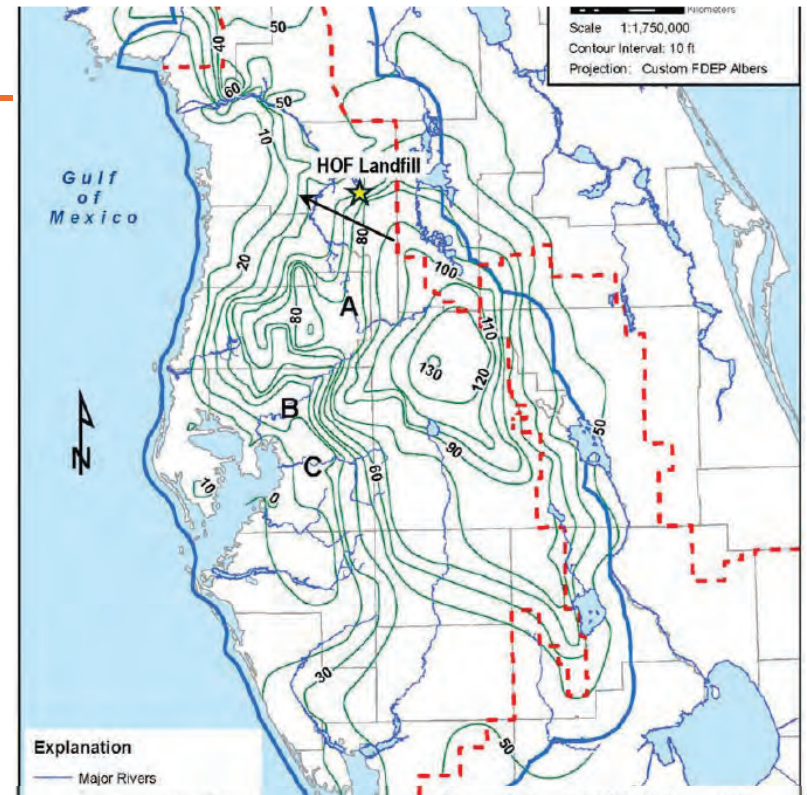 Kilometers
Scale 1:1,750,000
Contour Interval: 10 ft
Projection: Custom FDEP Albers
50
40
60
50
10
HOF Landfill
Gulf
of
Mexico
80
20
100
A
80
110
130
120
B
50
90
N
C
60
10
0
30
50
Explanation
Major Rivers